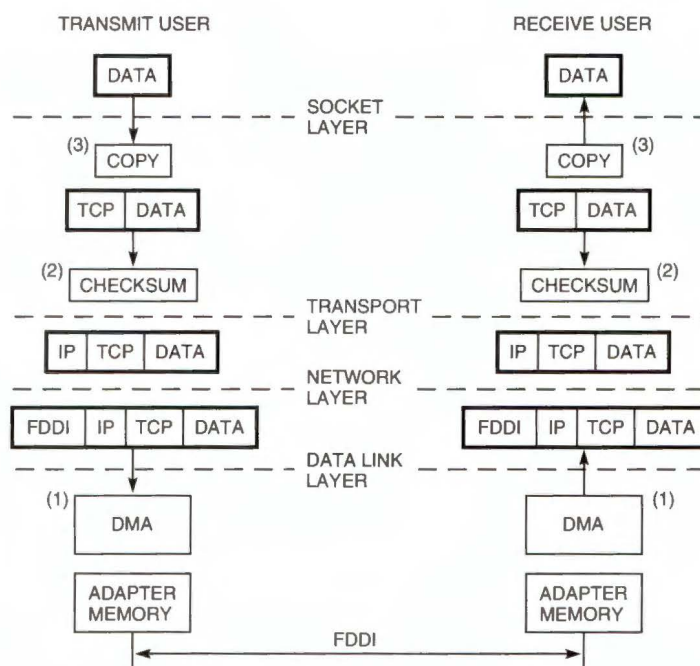 TRANSMIT USER RECEIVE USER
DATA DATA
SOCKET
LAYER
(3) COPY COPY (3)
TCP DATA TCP DATA
(2) CHECKSUM CHECKSUM (2)
TRANSPORT
LAYER
IP TCP DATA IP TCP DATA
NETWORK
LAYER
FDDI IP TCP DATA FDDI IP TCP DATA
DATA LINK
LAYER
(1) DMA DMA (1)
ADAPTER ADAPTER
MEMORY MEMORY
FDDI